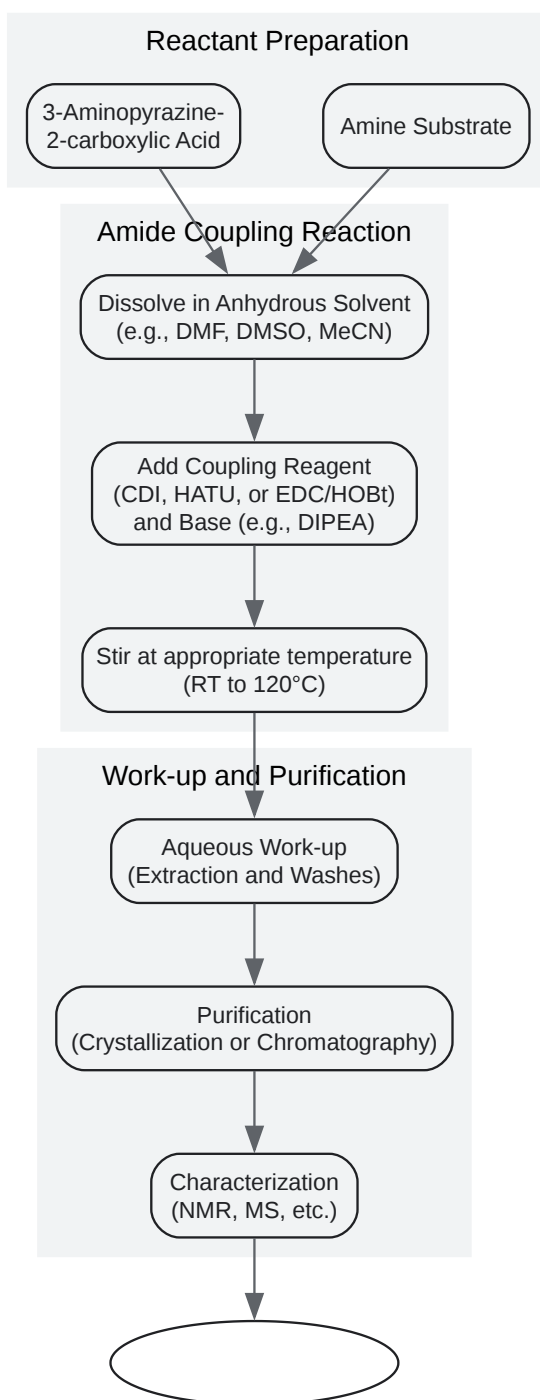 Reactant Preparation
3-Aminopyrazine-
2-carboxylic Acid
Amine Substrate
Amide Coupling Reaction
Dissolve in Anhydrous Solvent
(e.g., DMF, DMSO, MeCN)
Add Coupling Reagent
(CDI, HATU, or EDC/HOBt)
and Base (e.g., DIPEA)
Stir at appropriate temperature
(RT to 120°C)
Work-up and Purification
Aqueous Work-up
(Extraction and Washes)
Purification
(Crystallization or Chromatography)
Characterization
(NMR, MS, etc.)